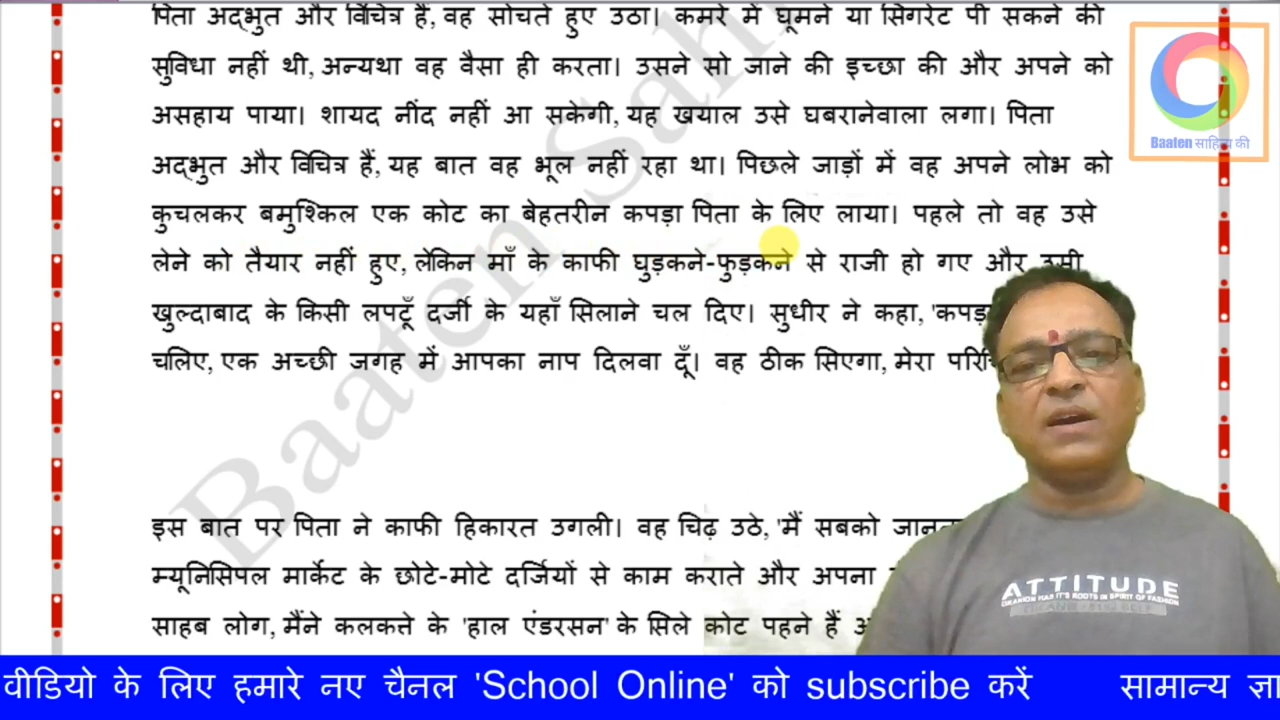 पिता अद्भुत और विचित्र हैं, वह सोचते हुए उठा। कमरे में घूमने या सिगरेट पी सकने की
सुविधा नहीं थी, अन्यथा वह वैसा ही करता। उसने सो जाने की इच्छा की और अपने को
असहाय पाया। शायद नींद नहीं आ सकेगी, यह खयाल उसे घबरानेवाला लगा। पिता
अद्भुत और विचित्र हैं, यह बात वह भूल नहीं रहा था। पिछले जाड़ों में वह अपने लोभ को
कुचलकर बमुश्किल एक कोट का बेहतरीन कपड़ा पिता के लिए लाया। पहले तो वह उसे
लेने को तैयार नहीं हुए, लेकिन माँ के काफी घुड़कने-फुड़कने से राजी हो गए और उसी
खुल्दाबाद के किसी लपटूँ दर्जी के यहाँ सिलाने चल दिए। सुधीर ने कहा,
चलिए, एक अच्छी जगह में आपका नाप दिलवा दूँ। वह ठीक सिएगा, मेरा
इस बात पर पिता ने काफी हिकारत उगली। वह चिढ़ उठे, 'मैं सबको
म्यूनिसिपल मार्केट के छोटे-मोटे दर्जियों से काम कराते और अपना
साहब लोग, मैंने कलकत्ते के 'हाल एंडरसन' के सिले कोट पहने हैं
Baaten साहित्य की
ATTITUDE
वीडियो के लिए हमारे नए चैनल 'School Online' को subscribe करें सामान्य